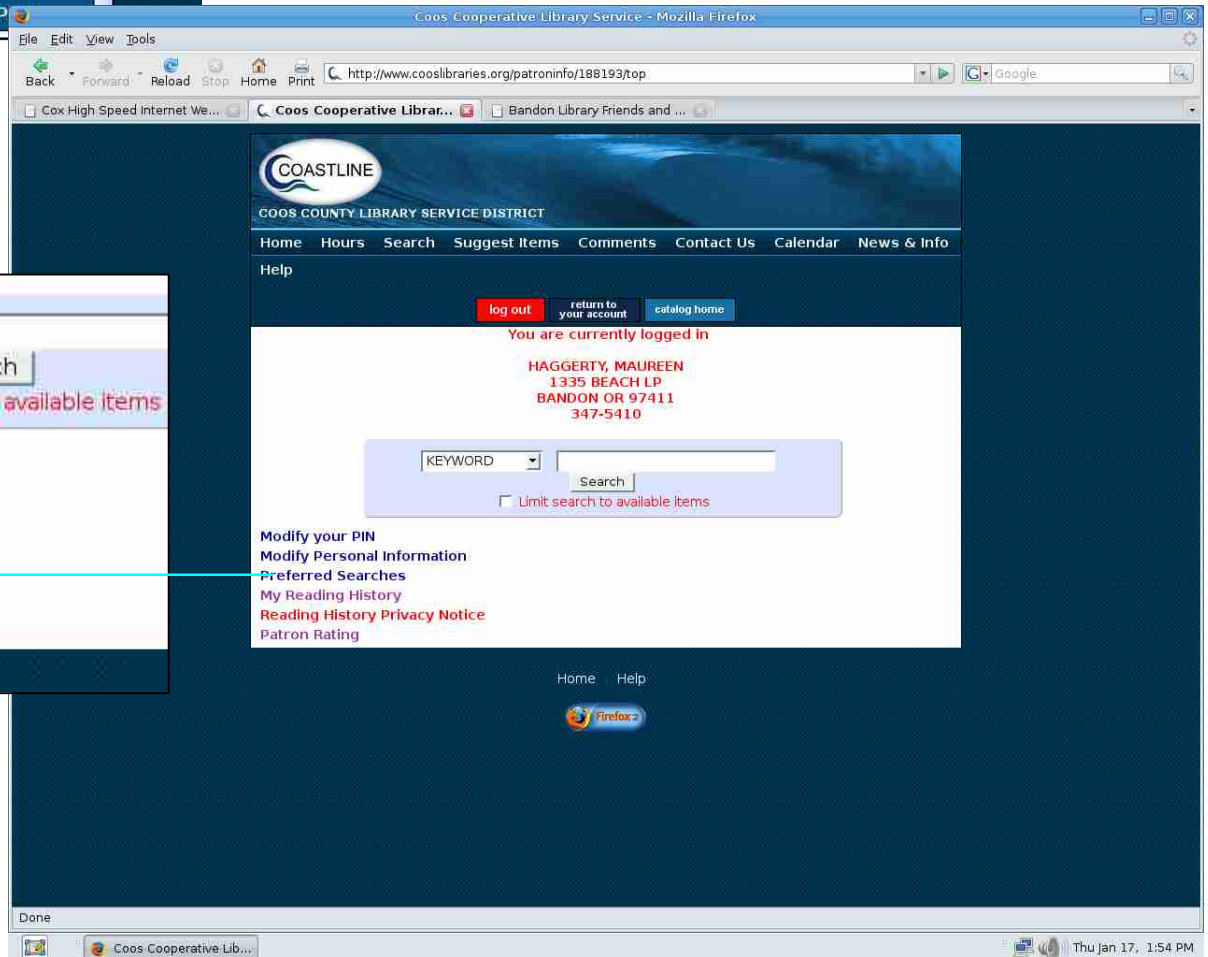 P
Coos Cooperative Library Service - Mozilla Firefox
File Edit View Tools
Back Forward Reload Stop Home Print http://www.cooslibraries.org/patroninfo/188193/top G Google
Cox High Speed Internet We... Coos Cooperative Librar... Bandon Library Friends and ...
COASTLINE
COOS COUNTY LIBRARY SERVICE DISTRICT
Home Hours Search Suggest Items Comments Contact Us Calendar News & Info
Help
log out return to your account catalog home
You are currently logged in
HAGGERTY, MAUREEN
1335 BEACH LP
BANDON OR 97411
347-5410
KEYWORD
Search
Limit search to available items
ch
available items
Modify your PIN
Modify Personal Information
Preferred Searches
My Reading History
Reading History Privacy Notice
Patron Rating
Home Help
Firefox 2
Done
Coos Cooperative Lib... Thu Jan 17, 1:54 PM